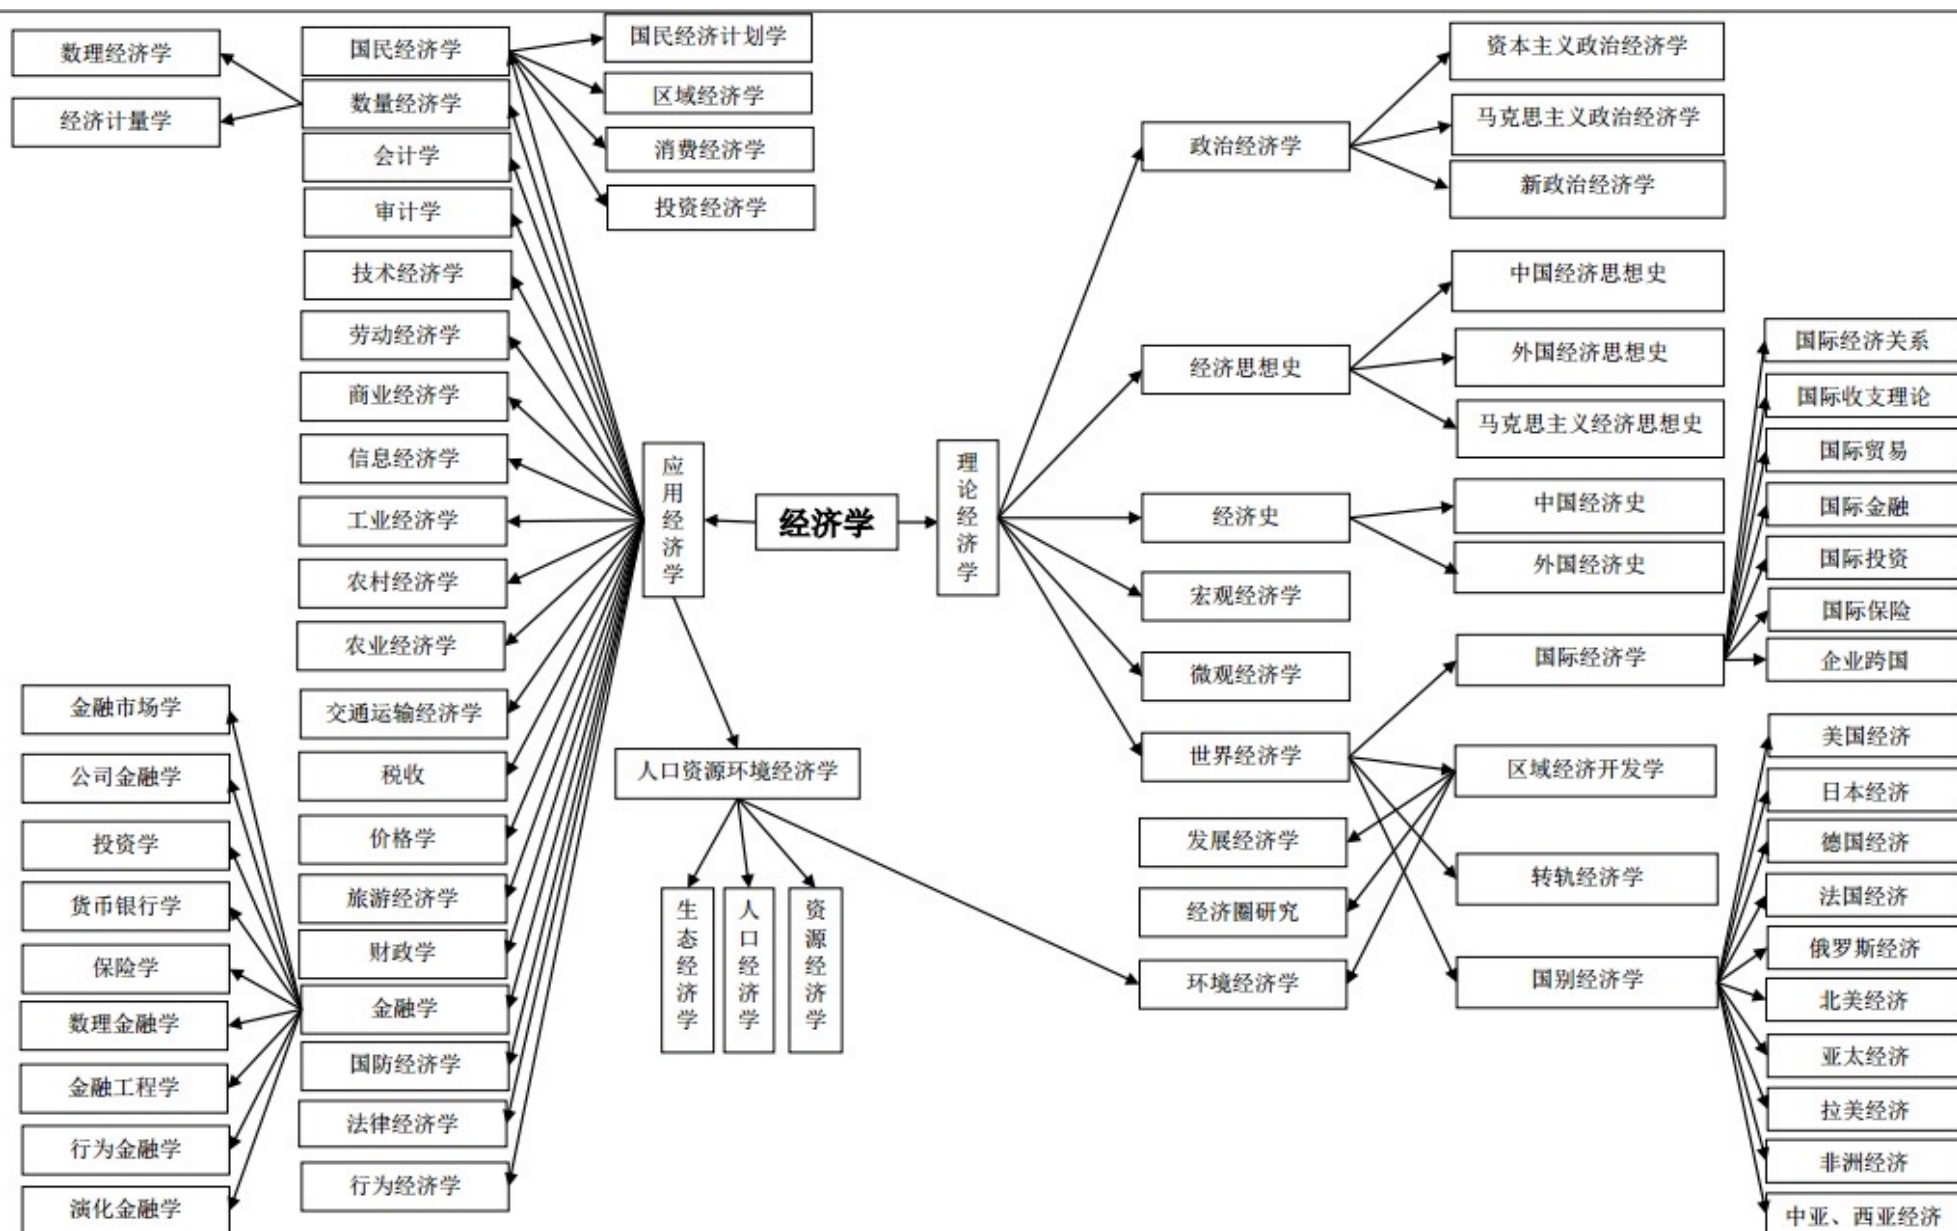 数理经济学
经济计量学
国民经济学
数量经济学
会计学
审计学
技术经济学
劳动经济学
商业经济学
信息经济学
工业经济学
农村经济学
农业经济学
交通运输经济学
税收
价格学
旅游经济学
财政学
金融学
国防经济学
法律经济学
行为经济学
国民经济计划学
区域经济学
消费经济学
投资经济学
金融市场学
公司金融学
投资学
货币银行学
保险学
数理金融学
金融工程学
行为金融学
演化金融学
应用经济学
经济学
理论经济学
人口资源环境经济学
生态经济学
人口经济学
资源经济学
政治经济学
经济思想史
经济史
宏观经济学
微观经济学
世界经济学
发展经济学
经济圈研究
环境经济学
资本主义政治经济学
马克思主义政治经济学
新政治经济学
中国经济思想史
外国经济思想史
马克思主义经济思想史
中国经济史
外国经济史
国际经济学
区域经济开发学
转轨经济学
国别经济学
国际经济关系
国际收支理论
国际贸易
国际金融
国际投资
国际保险
企业跨国
美国经济
日本经济
德国经济
法国经济
俄罗斯经济
北美经济
亚太经济
拉美经济
非洲经济
中亚、西亚经济